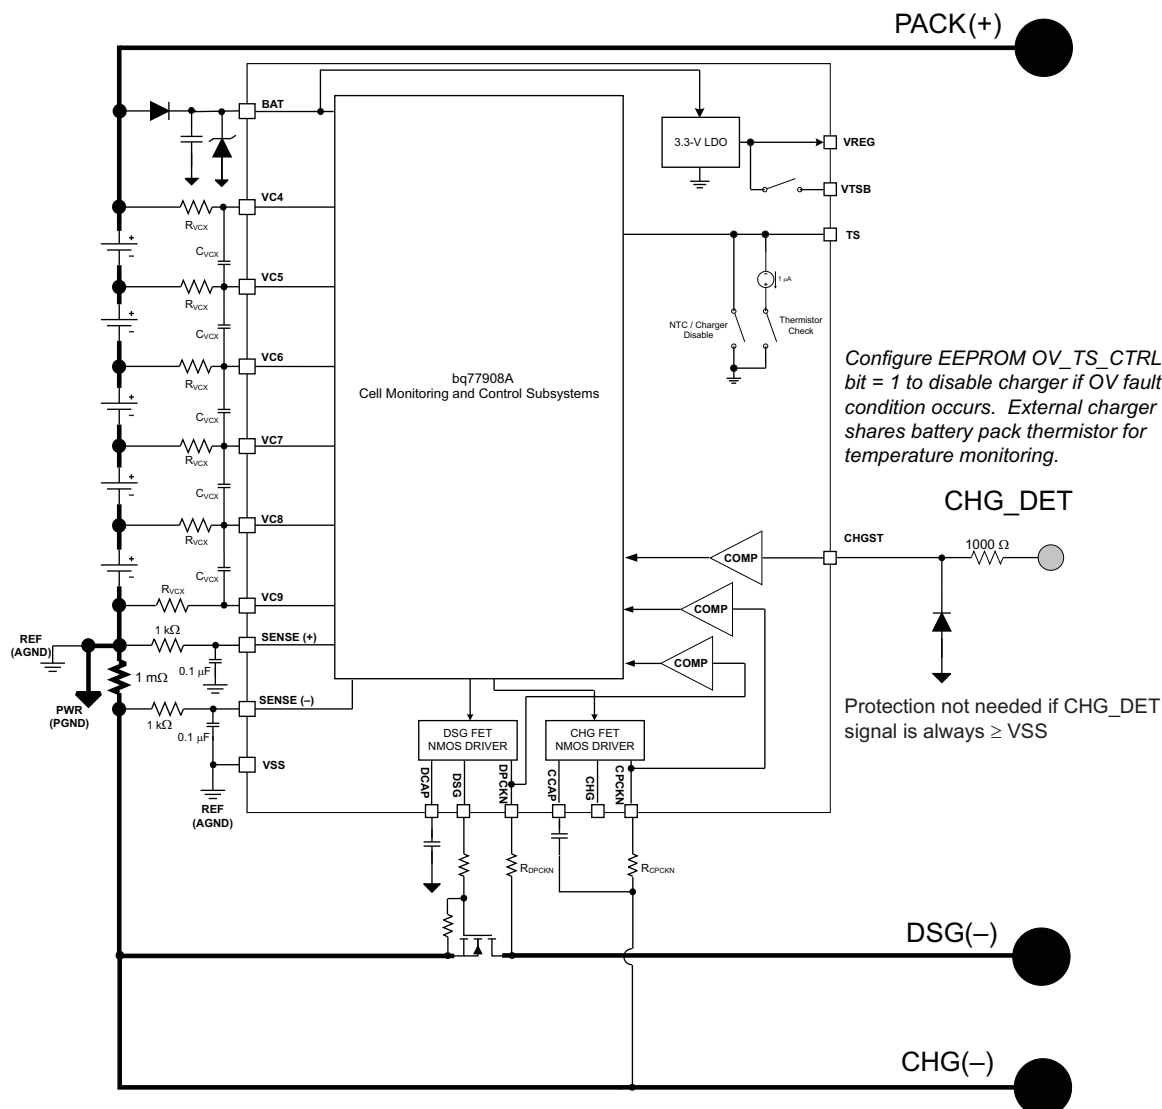 PACK(+)
BAT
3.3-V LDO
VREG
VTSB
VC4
RVCX
TS
CVCX
VC5
1 µA
RVCX
NTC / Charger
Disable
Thermistor
Check
CVCX
VC6
RVCX
bq77908A
Cell Monitoring and Control Subsystems
Configure EEPROM OV_TS_CTRL
bit = 1 to disable charger if OV fault
condition occurs. External charger
shares battery pack thermistor for
temperature monitoring.
CVCX
VC7
RVCX
CVCX
CHG_DET
VC8
RVCX
CHGST
1000 Ω
COMP
CVCX
RVCX
VC9
COMP
REF
(AGND)
1 kΩ
SENSE (+)
0.1 µF
COMP
1 mΩ
PWR
(PGND)
SENSE (–)
1 kΩ
0.1 µF
Protection not needed if CHG_DET
signal is always ≥ VSS
DSG FET
NMOS DRIVER
CHG FET
NMOS DRIVER
VSS
REF
(AGND)
DCAP
DSG
DPCKN
CCAP
CHG
CPCKN
RDPCKN
RCPCKN
DSG(–)
CHG(–)